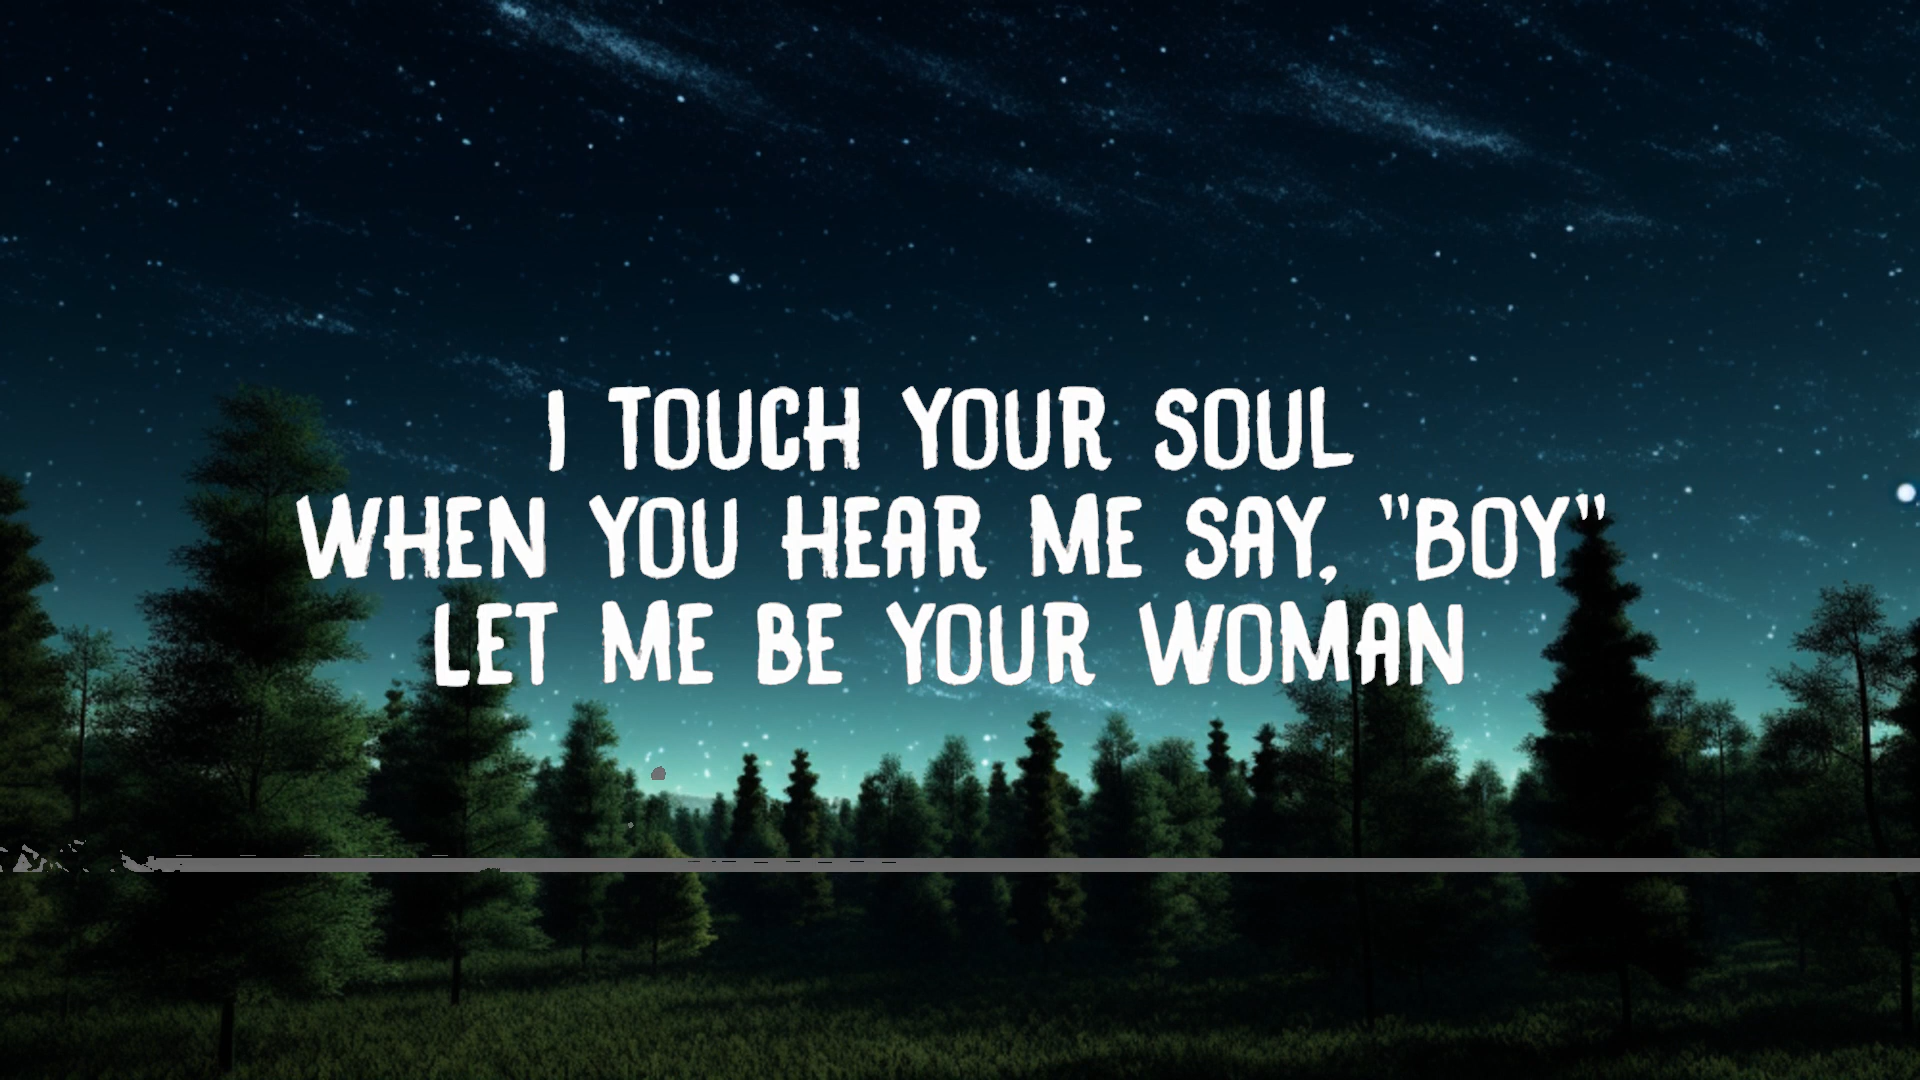 I TOUCH YOUR SOUL
WHEN YOU HEAR ME SAY, "BOY"
LET ME BE YOUR WOMAN